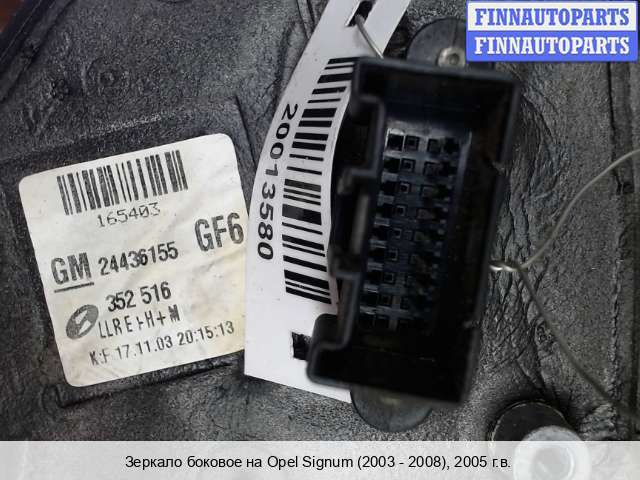 FINNAUTOPARTS
FINNAUTOPARTS
165403
GM 24436155 GF6
352 516
LLRE+H+M
K:F 17.11.03 20:15:13
20013580
Зеркало боковое на Opel Signum (2003 - 2008), 2005 г.в.